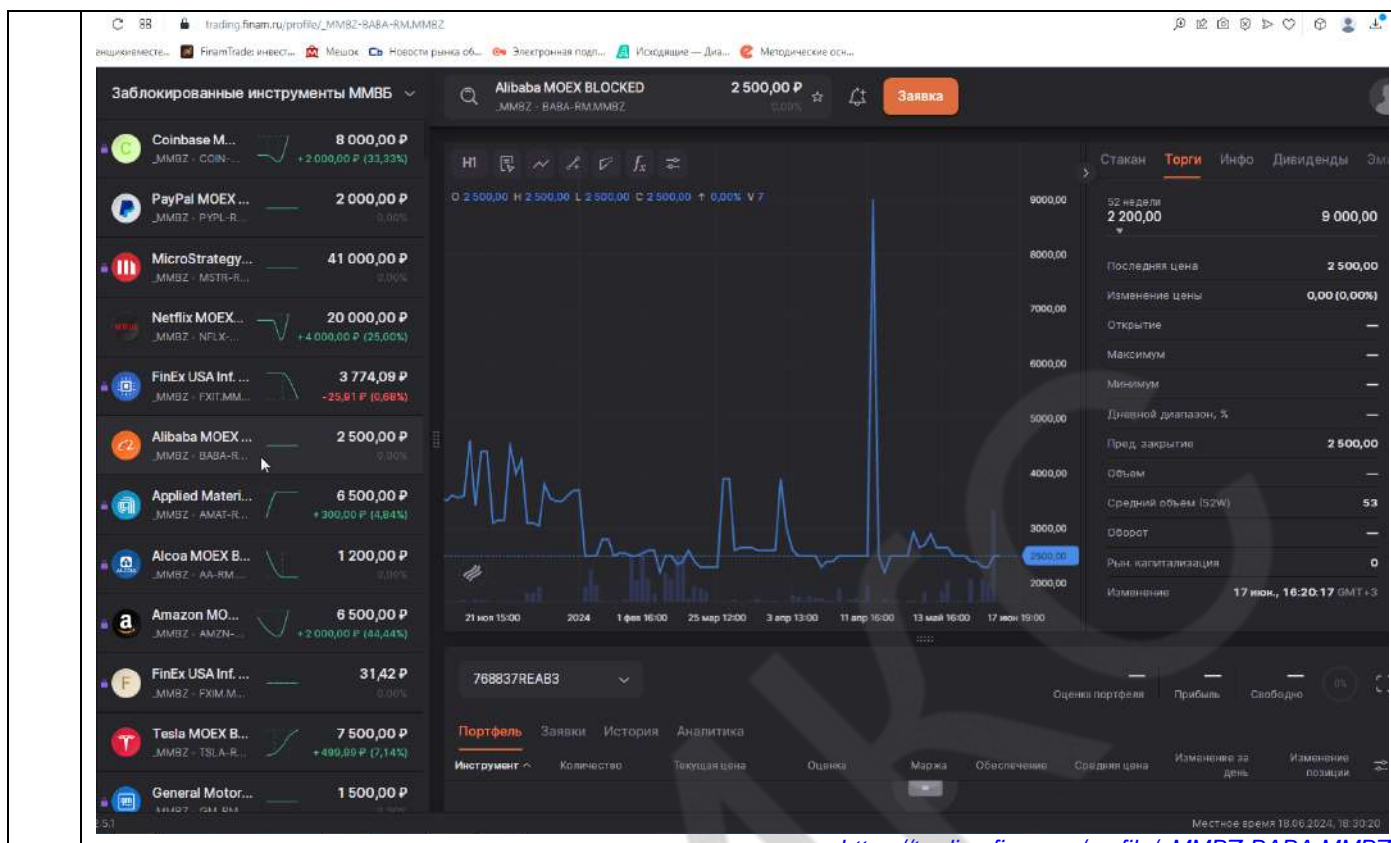 trading.finam.ru/profile/_MMBZ-BABA-RM.MMBZ
FinamTrade: инвест... Мешок Новости рынка об... Электронная подп... Исходящие — Диа... Методические осн...
Заблокированные инструменты ММВБ
Alibaba MOEX BLOCKED 2 500,00 ₽
_MMBZ - BABA-RM.MMBZ 0,00%
Заявка
Coinbase M... 8 000,00 ₽
_MMBZ - COIN-... +2 000,00 ₽ (33,33%)
PayPal MOEX ... 2 000,00 ₽
_MMBZ - PYPL-R... 0,00%
MicroStrategy... 41 000,00 ₽
_MMBZ - MSTR-R... 0,00%
Netflix MOEX... 20 000,00 ₽
_MMBZ - NFLX-... +4 000,00 ₽ (25,00%)
FinEx USA Inf. ... 3 774,09 ₽
_MMBZ - FXIT.MM... -25,91 ₽ (0,68%)
Alibaba MOEX ... 2 500,00 ₽
_MMBZ - BABA-R... 0,00%
Applied Materi... 6 500,00 ₽
_MMBZ - AMAT-R... +300,00 ₽ (4,84%)
Alcoa MOEX B... 1 200,00 ₽
_MMBZ - AA-RM.... 0,00%
Amazon MO... 6 500,00 ₽
_MMBZ - AMZN-... +2 000,00 ₽ (44,44%)
FinEx USA Inf. ... 31,42 ₽
_MMBZ - FXIM.M... 0,00%
Tesla MOEX B... 7 500,00 ₽
_MMBZ - TSLA-R... +499,99 ₽ (7,14%)
General Motor... 1 500,00 ₽
H1
O 2 500,00 H 2 500,00 L 2 500,00 C 2 500,00 ↑ 0,00% V 7
9000,00
8000,00
7000,00
6000,00
5000,00
4000,00
3000,00
2500,00
2000,00
21 ноя 15:00 2024 1 фев 16:00 25 мар 12:00 3 апр 13:00 11 апр 16:00 13 май 16:00 17 июн 19:00
Стакан Торги Инфо Дивиденды
52 недели
2 200,00 9 000,00
Последняя цена 2 500,00
Изменение цены 0,00 (0,00%)
Открытие —
Максимум —
Минимум —
Дневной диапазон, % —
Пред. закрытие 2 500,00
Объем —
Средний объем (52W) 53
Оборот —
Рын. капитализация 0
Изменение 17 июн., 16:20:17 GMT+3
768837REAB3
Оценка портфеля Прибыль Свободно 0%
Портфель Заявки История Аналитика
Инструмент Количество Текущая цена Оценка Маржа Обеспечение Средняя цена Изменение за день Изменение позиции
Местное время 18.06.2024, 18:30:20